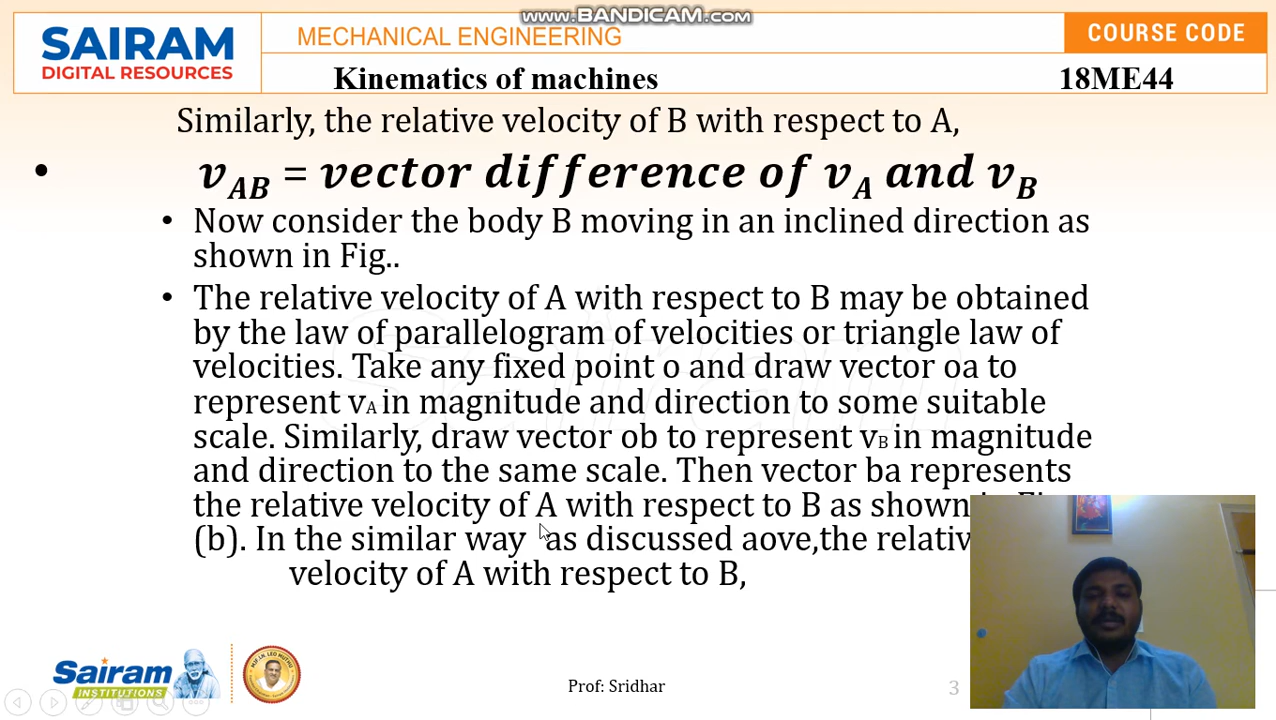 www.BANDICAM.com
SAIRAM
DIGITAL RESOURCES
MECHANICAL ENGINEERING
COURSE CODE
Kinematics of machines
18ME44
Similarly, the relative velocity of B with respect to A,
• v_AB = vector difference of v_A and v_B
• Now consider the body B moving in an inclined direction as
shown in Fig..
• The relative velocity of A with respect to B may be obtained
by the law of parallelogram of velocities or triangle law of
velocities. Take any fixed point o and draw vector oa to
represent vA in magnitude and direction to some suitable
scale. Similarly, draw vector ob to represent vB in magnitude
and direction to the same scale. Then vector ba represents
the relative velocity of A with respect to B as shown
(b). In the similar way as discussed aove,the
velocity of A with respect to B,
Sairam
INSTITUTIONS
Prof: Sridhar
3